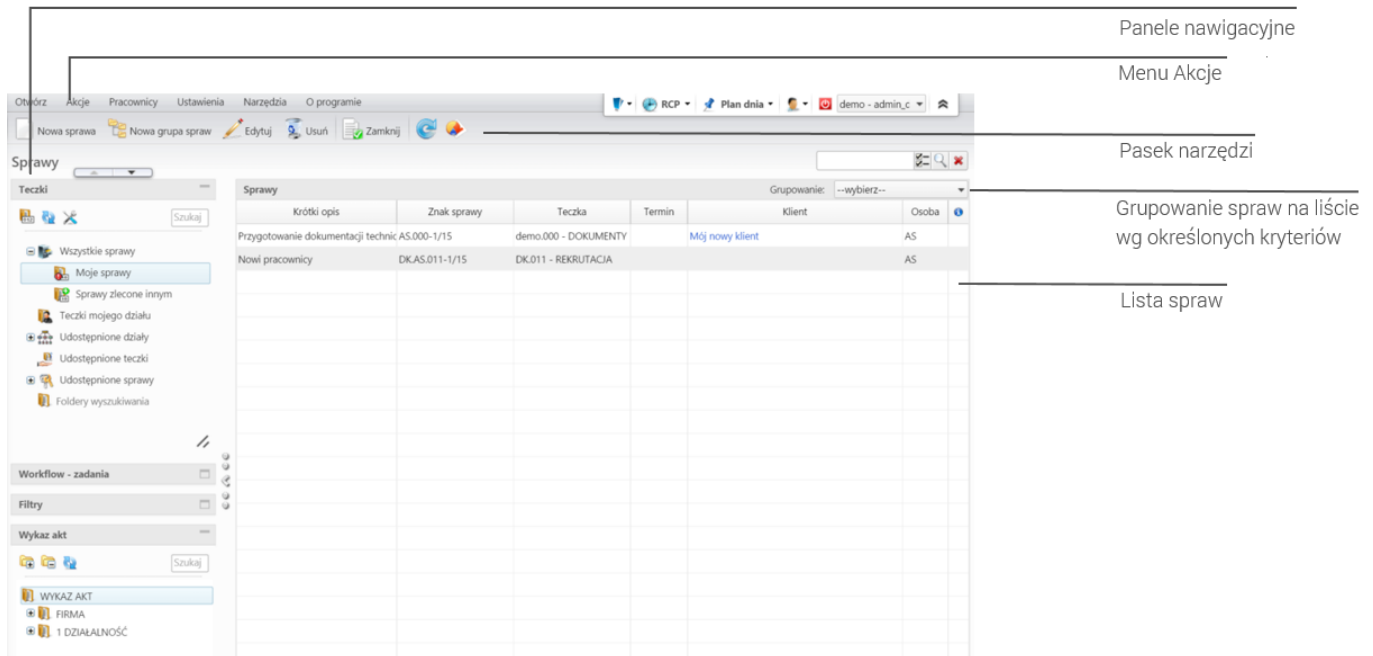 Panele nawigacyjne
Menu Akcje
Otwórz Akcje Pracownicy Ustawienia Narzędzia O programie
RCP Plan dnia demo - admin_c
Nowa sprawa Nowa grupa spraw Edytuj Usuń Zamknij
Pasek narzędzi
Sprawy
Teczki
Szukaj
Wszystkie sprawy
Moje sprawy
Sprawy zlecone innym
Teczki mojego działu
Udostępnione działy
Udostępnione teczki
Udostępnione sprawy
Foldery wyszukiwania
Workflow - zadania
Filtry
Wykaz akt
Szukaj
WYKAZ AKT
FIRMA
1 DZIAŁALNOŚĆ
Sprawy Grupowanie: --wybierz--
Krótki opis Znak sprawy Teczka Termin Klient Osoba
Przygotowanie dokumentacji technic AS.000-1/15 demo.000 - DOKUMENTY Mój nowy klient AS
Nowi pracownicy DK.AS.011-1/15 DK.011 - REKRUTACJA AS
Grupowanie spraw na liście
wg określonych kryteriów
Lista spraw